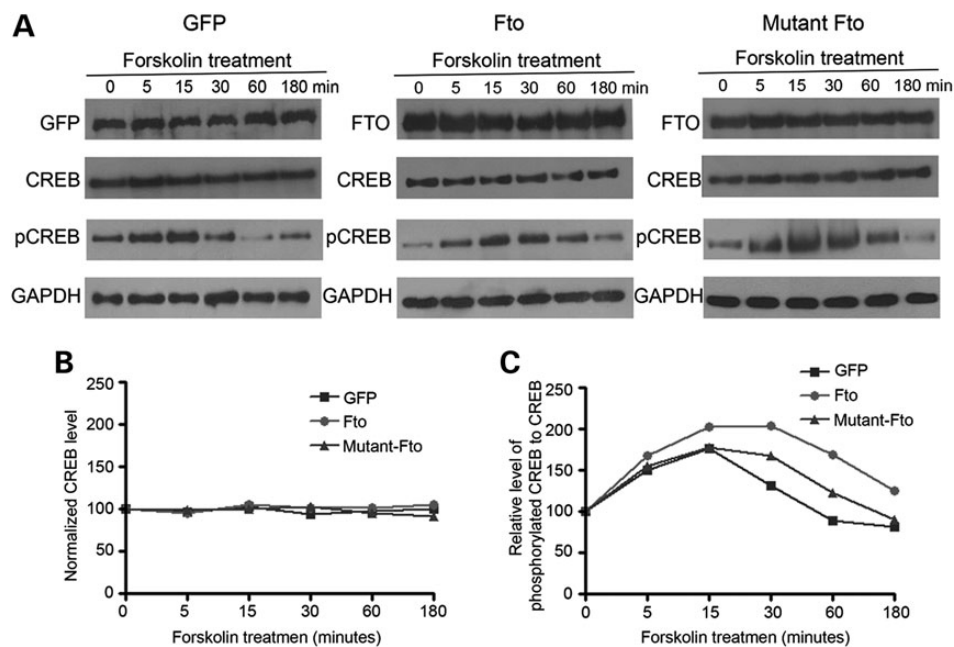 A
GFP
Fto
Mutant Fto
Forskolin treatment
Forskolin treatment
Forskolin treatment
0 5 15 30 60 180 min
0 5 15 30 60 180 min
0 5 15 30 60 180 min
GFP
FTO
FTO
CREB
CREB
CREB
pCREB
pCREB
pCREB
GAPDH
GAPDH
GAPDH
B
Normalized CREB level
250
200
150
100
50
0
GFP
Fto
Mutant-Fto
0 5 15 30 60 180
Forskolin treatmen (minutes)
C
Relative level of
phosphorylated CREB to CREB
250
200
150
100
50
0
GFP
Fto
Mutant-Fto
0 5 15 30 60 180
Forskolin treatment (minutes)